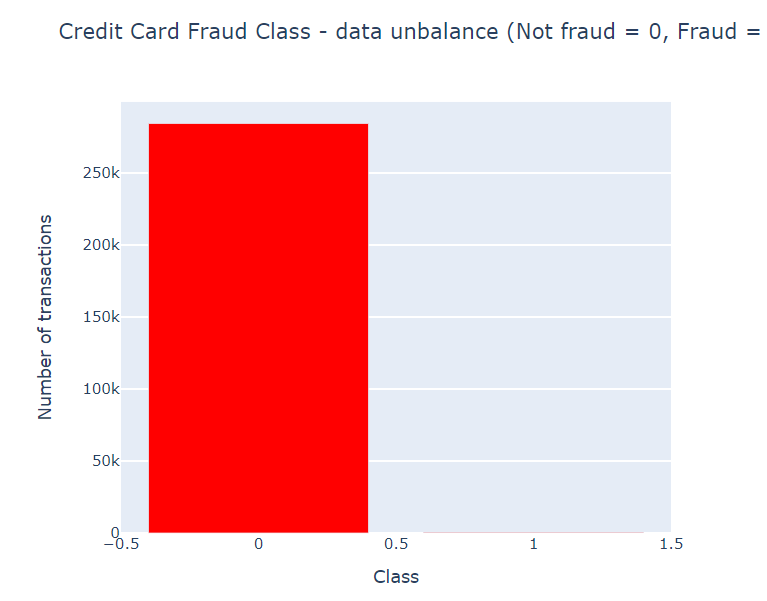 Credit Card Fraud Class - data unbalance (Not fraud = 0, Fraud =
250k
200k
150k
100k
50k
0
−0.5
0
0.5
1
1.5
Number of transactions
Class